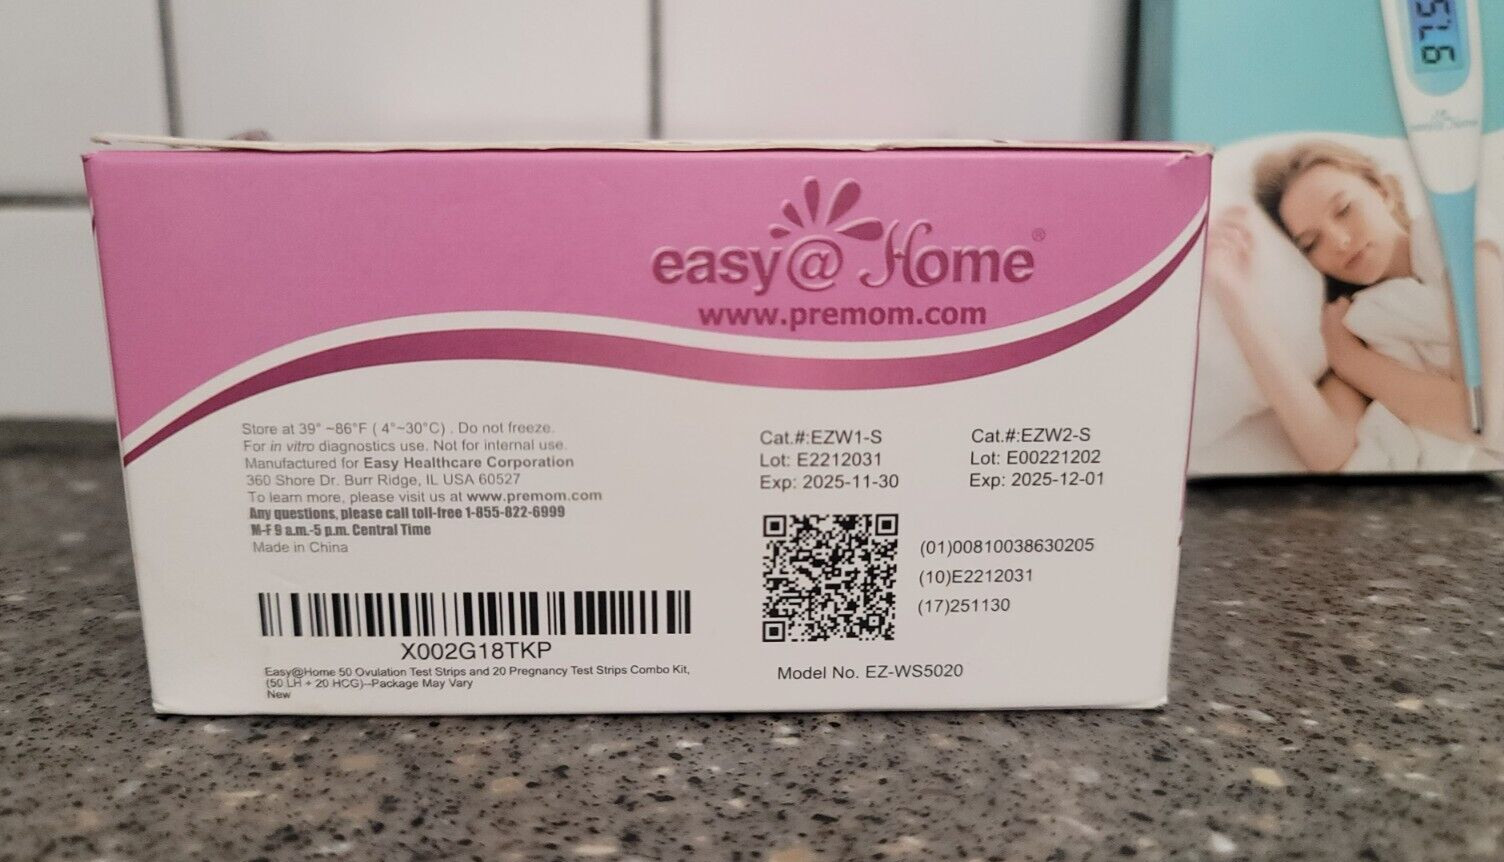 easy@Home®
www.premom.com
Store at 39° ~86°F ( 4°~30°C) . Do not freeze.
For in vitro diagnostics use. Not for internal use.
Manufactured for Easy Healthcare Corporation
360 Shore Dr. Burr Ridge, IL USA 60527
To learn more, please visit us at www.premom.com
Any questions, please call toll-free 1-855-822-6999
M-F 9 a.m.-5 p.m. Central Time
Made in China
X002G18TKP
Easy@Home 50 Ovulation Test Strips and 20 Pregnancy Test Strips Combo Kit,
(50 LH + 20 HCG)--Package May Vary
New
Cat.#:EZW1-S
Lot: E2212031
Exp: 2025-11-30
Cat.#:EZW2-S
Lot: E00221202
Exp: 2025-12-01
(01)00810038630205
(10)E2212031
(17)251130
Model No. EZ-WS5020